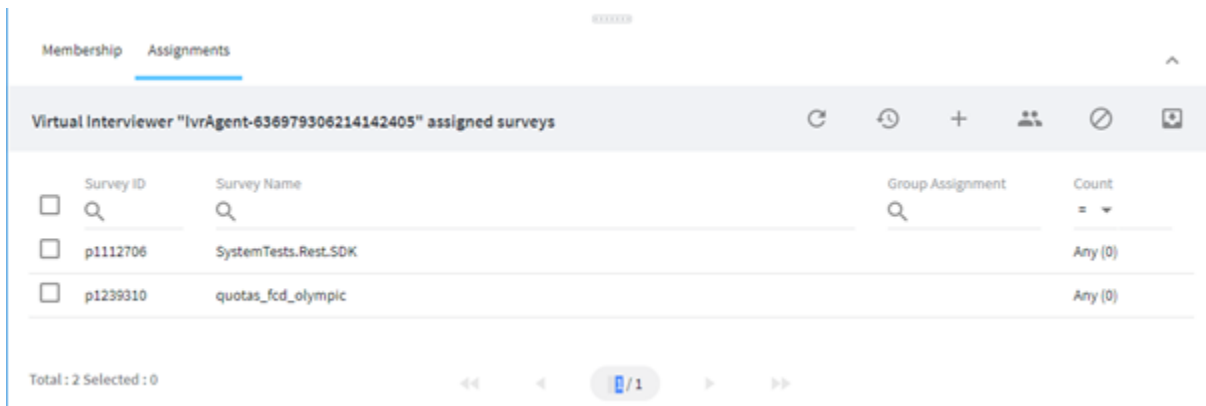 Membership Assignments
Virtual Interviewer "IvrAgent-636979306214142405" assigned surveys
Survey ID Survey Name Group Assignment Count
=
p1112706 SystemTests.Rest.SDK Any (0)
p1239310 quotas_fcd_olympic Any (0)
Total : 2 Selected : 0 1 / 1